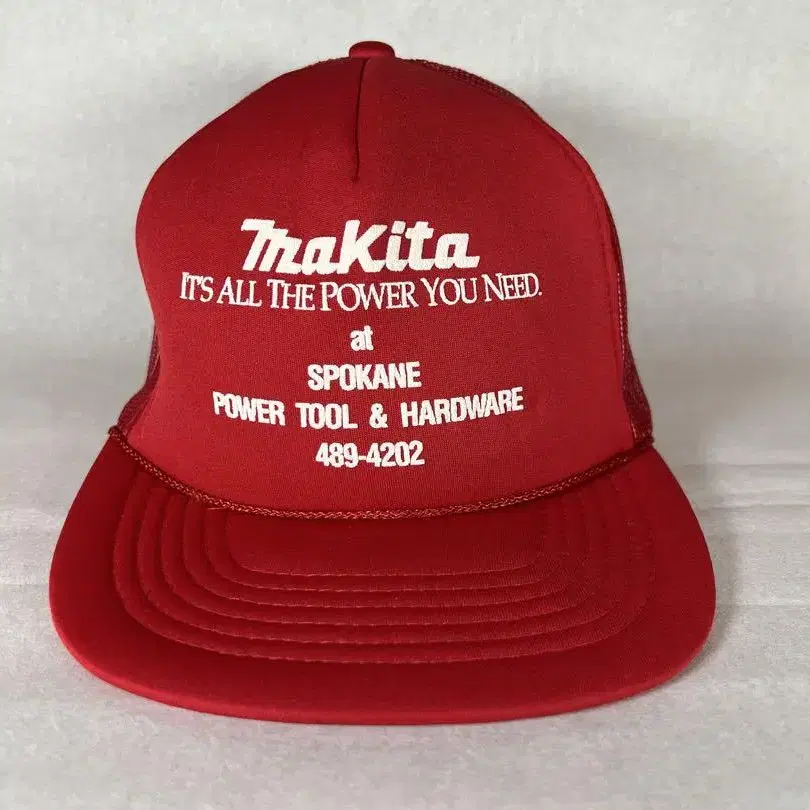 Makita
IT'S ALL THE POWER YOU NEED.
at
SPOKANE
POWER TOOL & HARDWARE
489-4202